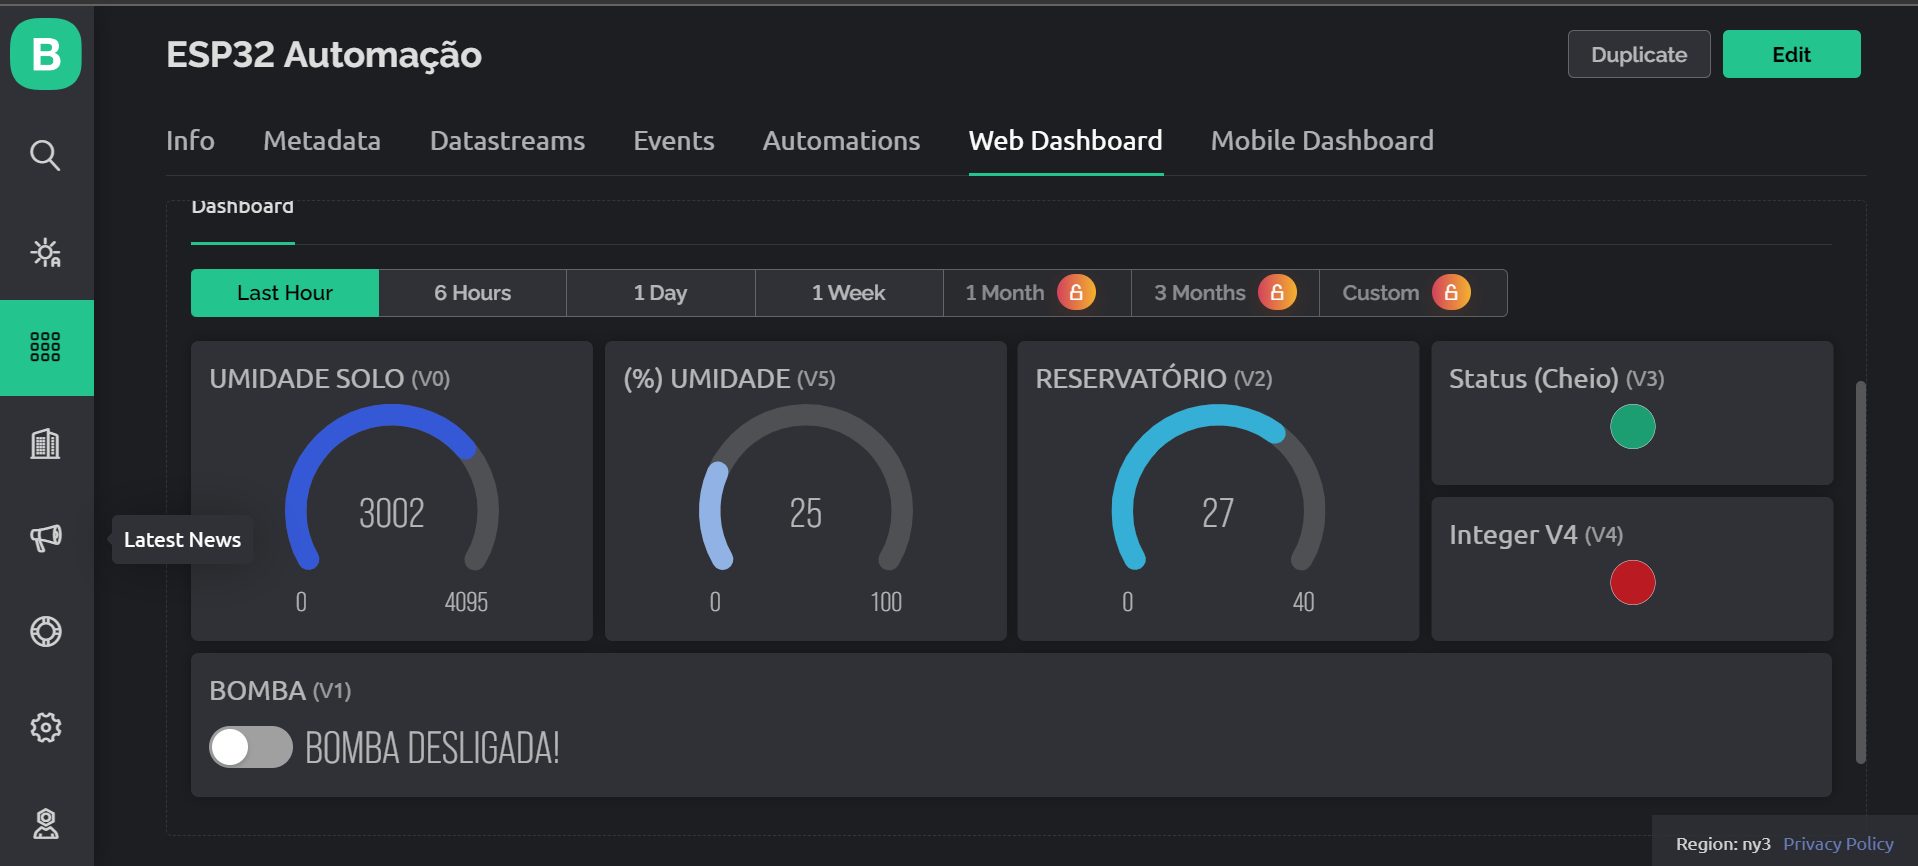 B
ESP32 Automação
Duplicate
Edit
Info Metadata Datastreams Events Automations Web Dashboard Mobile Dashboard
Dashboard
Last Hour 6 Hours 1 Day 1 Week 1 Month 3 Months Custom
UMIDADE SOLO (V0)
3002
0 4095
(%) UMIDADE (V5)
25
0 100
RESERVATÓRIO (V2)
27
0 40
Status (Cheio) (V3)
Integer V4 (V4)
Latest News
BOMBA (V1)
BOMBA DESLIGADA!
Region: ny3 Privacy Policy